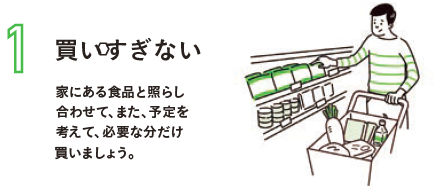 1
買いすぎない
家にある食品と照らし
合わせて、また、予定を
考えて、必要な分だけ
買いましょう。